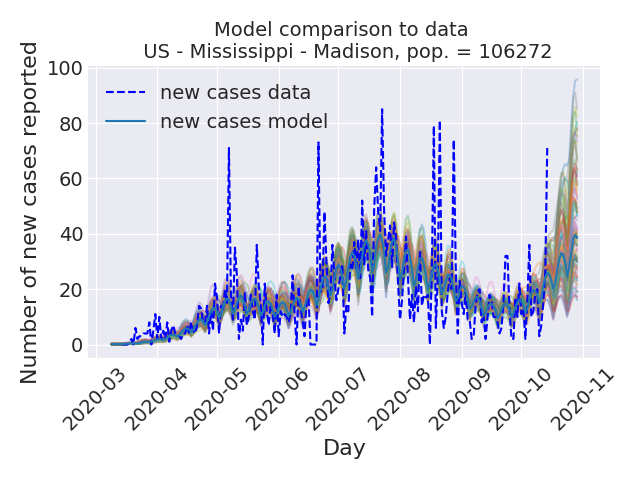 Model comparison to data
US - Mississippi - Madison, pop. = 106272
Number of new cases reported
100
80
60
40
20
0
new cases data
new cases model
2020-03
2020-04
2020-05
2020-06
2020-07
2020-08
2020-09
2020-10
2020-11
Day